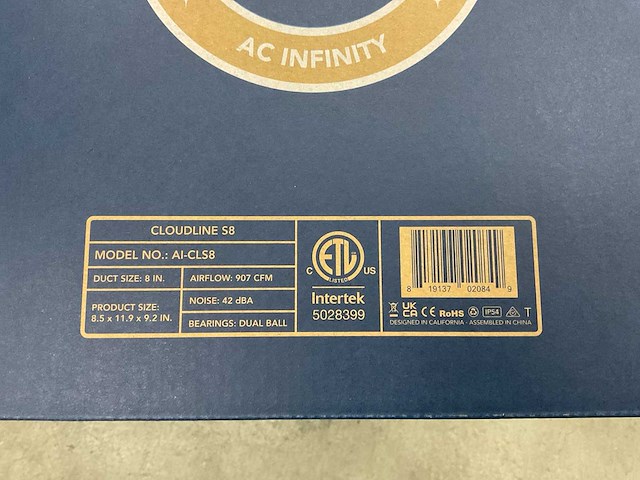 AC INFINITY
CLOUDLINE S8
MODEL NO.: AI-CLS8
DUCT SIZE: 8 IN.
AIRFLOW: 907 CFM
PRODUCT SIZE:
8.5 x 11.9 x 9.2 IN.
NOISE: 42 dBA
BEARINGS: DUAL BALL
ETL
LISTED
C US
Intertek
5028399
8 19137 02084 9
UK
CA CE RoHS IP54 T
DESIGNED IN CALIFORNIA - ASSEMBLED IN CHINA